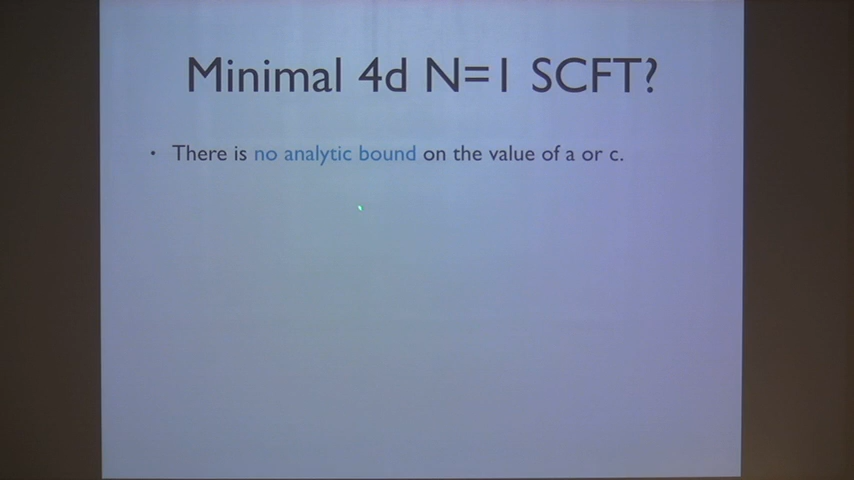 Minimal 4d N=1 SCFT?
• There is no analytic bound on the value of a or c.